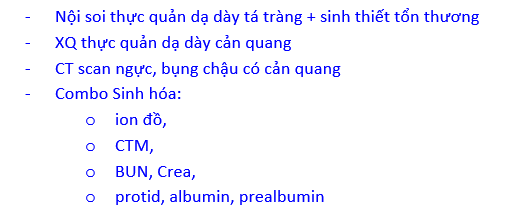 - Nội soi thực quản dạ dày tá tràng + sinh thiết tổn thương
- XQ thực quản dạ dày cản quang
- CT scan ngực, bụng chậu có cản quang
- Combo Sinh hóa:
o ion đồ,
o CTM,
o BUN, Crea,
o protid, albumin, prealbumin